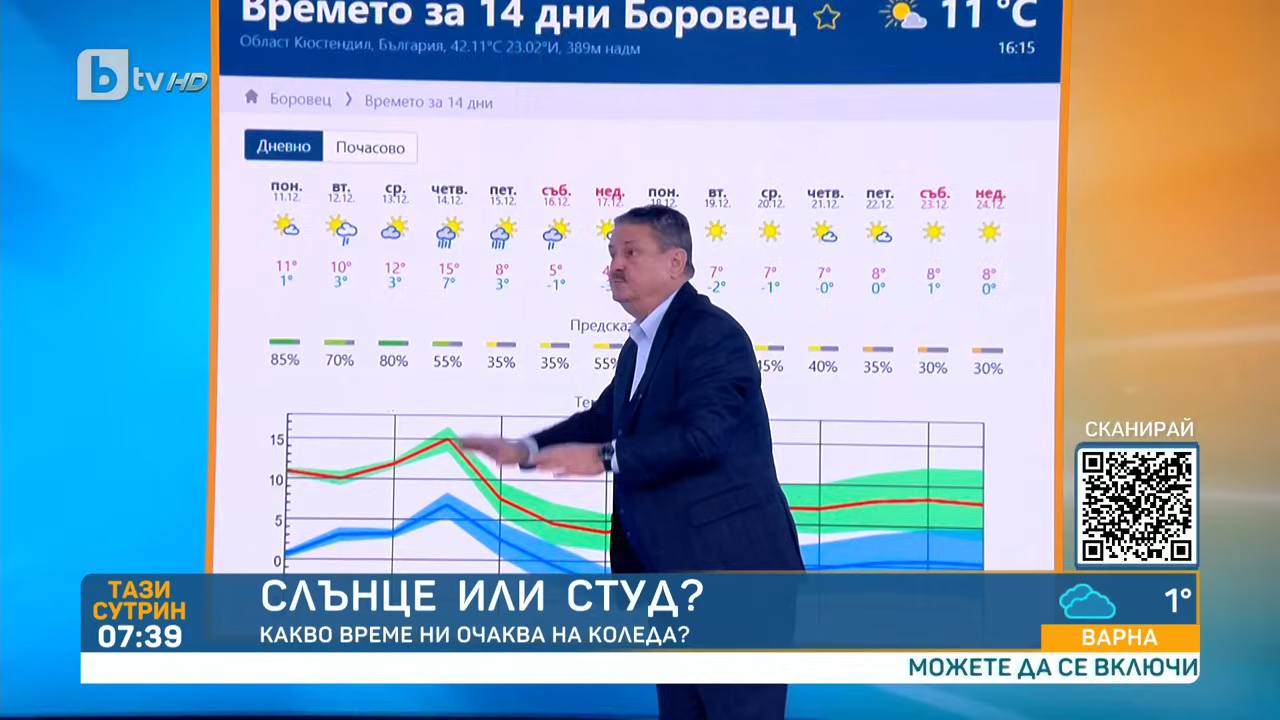 Времето за 14 дни Боровец
11 °C
Област Кюстендил, България, 42.11°С 23.02°И, 389м надм
16:15
btv HD
Боровец
Времето за 14 дни
Дневно Почасово
пон. вт. ср. четв. пет. съб. нед. пон. вт. ср. четв. пет. съб. нед.
11.12. 12.12. 13.12. 14.12. 15.12. 16.12. 17.12. 18.12. 19.12. 20.12. 21.12. 22.12. 23.12. 24.12.
11° 10° 12° 15° 8° 5° 7° 7° 7° 8° 8° 8°
1° 3° 3° 7° 3° -1° -2° -1° -0° 0° 1° 0°
85% 70% 80% 55% 35% 35% 55% 40% 35% 30% 30%
15
10
5
0
СКАНИРАЙ
ТАЗИ
СУТРИН
07:39
СЛЪНЦЕ ИЛИ СТУД?
КАКВО ВРЕМЕ НИ ОЧАКВА НА КОЛЕДА?
1°
ВАРНА
МОЖЕТЕ ДА СЕ ВКЛЮЧИ